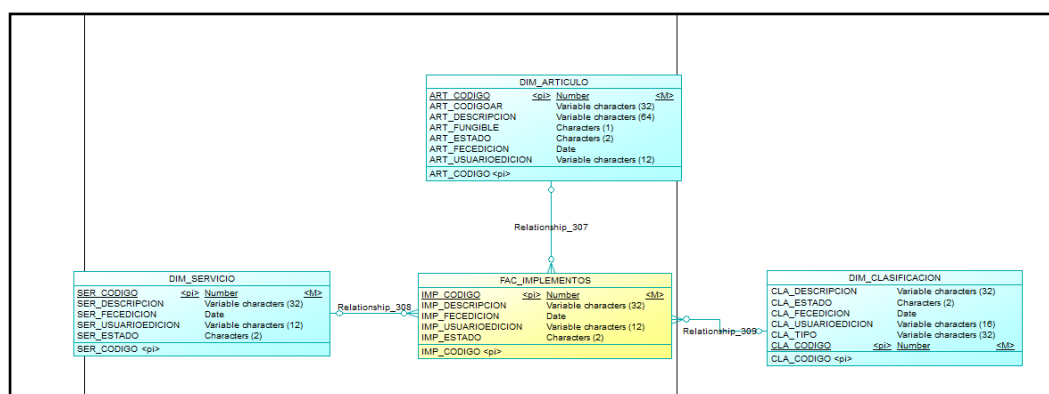 DIM_ARTICULO
ART_CODIGO <pi> Number <M>
ART_CODIGOAR Variable characters (32)
ART_DESCRIPCION Variable characters (64)
ART_FUNGIBLE Characters (1)
ART_ESTADO Characters (2)
ART_FECEDICION Date
ART_USUARIOEDICION Variable characters (12)
ART_CODIGO <pi>
Relationship_307
DIM_SERVICIO
SER_CODIGO <pi> Number <M>
SER_DESCRIPCION Variable characters (32)
SER_FECEDICION Date
SER_USUARIOEDICION Variable characters (12)
SER_ESTADO Characters (2)
SER_CODIGO <pi>
Relationship_308
FAC_IMPLEMENTOS
IMP_CODIGO <pi> Number <M>
IMP_DESCRIPCION Variable characters (32)
IMP_FECEDICION Date
IMP_USUARIOEDICION Variable characters (12)
IMP_ESTADO Characters (2)
IMP_CODIGO <pi>
Relationship_309
DIM_CLASIFICACION
CLA_DESCRIPCION Variable characters (32)
CLA_ESTADO Characters (2)
CLA_FECEDICION Date
CLA_USUARIOEDICION Variable characters (16)
CLA_TIPO Variable characters (32)
CLA_CODIGO <pi> Number <M>
CLA_CODIGO <pi>